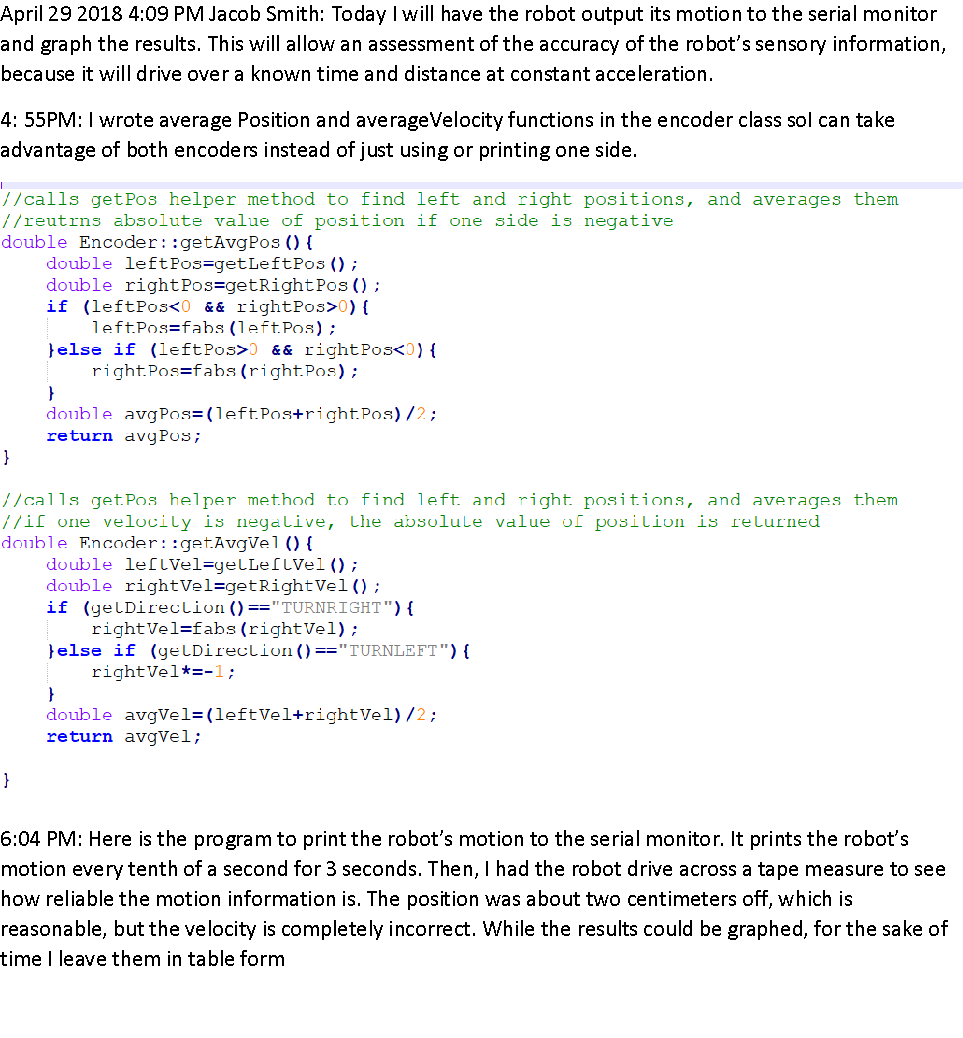 April 29 2018 4:09 PM Jacob Smith: Today I will have the robot output its motion to the serial monitor
and graph the results. This will allow an assessment of the accuracy of the robot's sensory information,
because it will drive over a known time and distance at constant acceleration.
4: 55PM: I wrote average Position and averageVelocity functions in the encoder class soI can take
advantage of both encoders instead of just using or printing one side.
//calls getPos helper method to find left and right positions, and averages them
//reutrns absolute value of position if one side is negative
double Encoder::getAvgPos(){
    double leftPos=getLeftPos();
    double rightPos=getRightPos();
    if (leftPos<0 && rightPos>0){
        leftPos=fabs(leftPos);
    }else if (leftPos>0 && rightPos<0){
        rightPos=fabs(rightPos);
    }
    double avgPos=(leftPos+rightPos)/2;
    return avgPos;
}
//calls getPos helper method to find left and right positions, and averages them
//if one velocity is negative, the absolute value of position is returned
double Encoder::getAvgVel(){
    double leftVel=getLeftVel();
    double rightVel=getRightVel();
    if (getDirection()=="TURNRIGHT"){
        rightVel=fabs(rightVel);
    }else if (getDirection()=="TURNLEFT"){
        rightVel*=-1;
    }
    double avgVel=(leftVel+rightVel)/2;
    return avgVel;
}
6:04 PM: Here is the program to print the robot's motion to the serial monitor. It prints the robot's
motion every tenth of a second for 3 seconds. Then, I had the robot drive across a tape measure to see
how reliable the motion information is. The position was about two centimeters off, which is
reasonable, but the velocity is completely incorrect. While the results could be graphed, for the sake of
time I leave them in table form